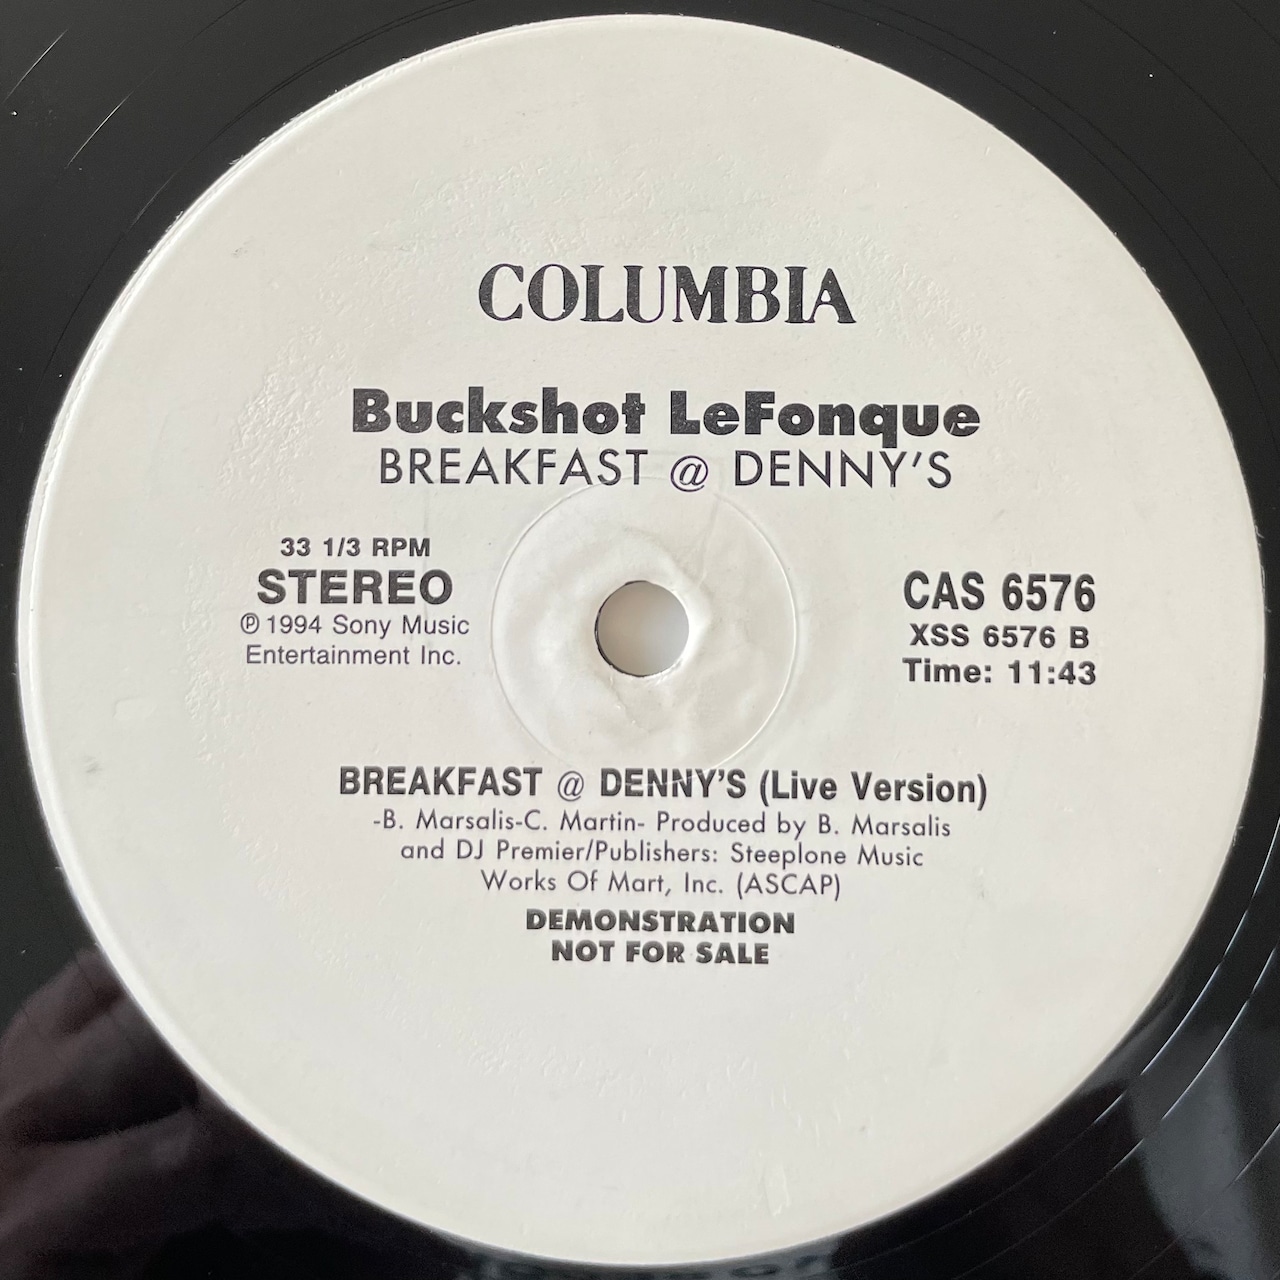 COLUMBIA
Buckshot LeFonque
BREAKFAST @ DENNY'S
33 1/3 RPM
STEREO
℗ 1994 Sony Music
Entertainment Inc.
CAS 6576
XSS 6576 B
Time: 11:43
BREAKFAST @ DENNY'S (Live Version)
-B. Marsalis-C. Martin- Produced by B. Marsalis
and DJ Premier/Publishers: Steeplone Music
Works Of Mart, Inc. (ASCAP)
DEMONSTRATION
NOT FOR SALE